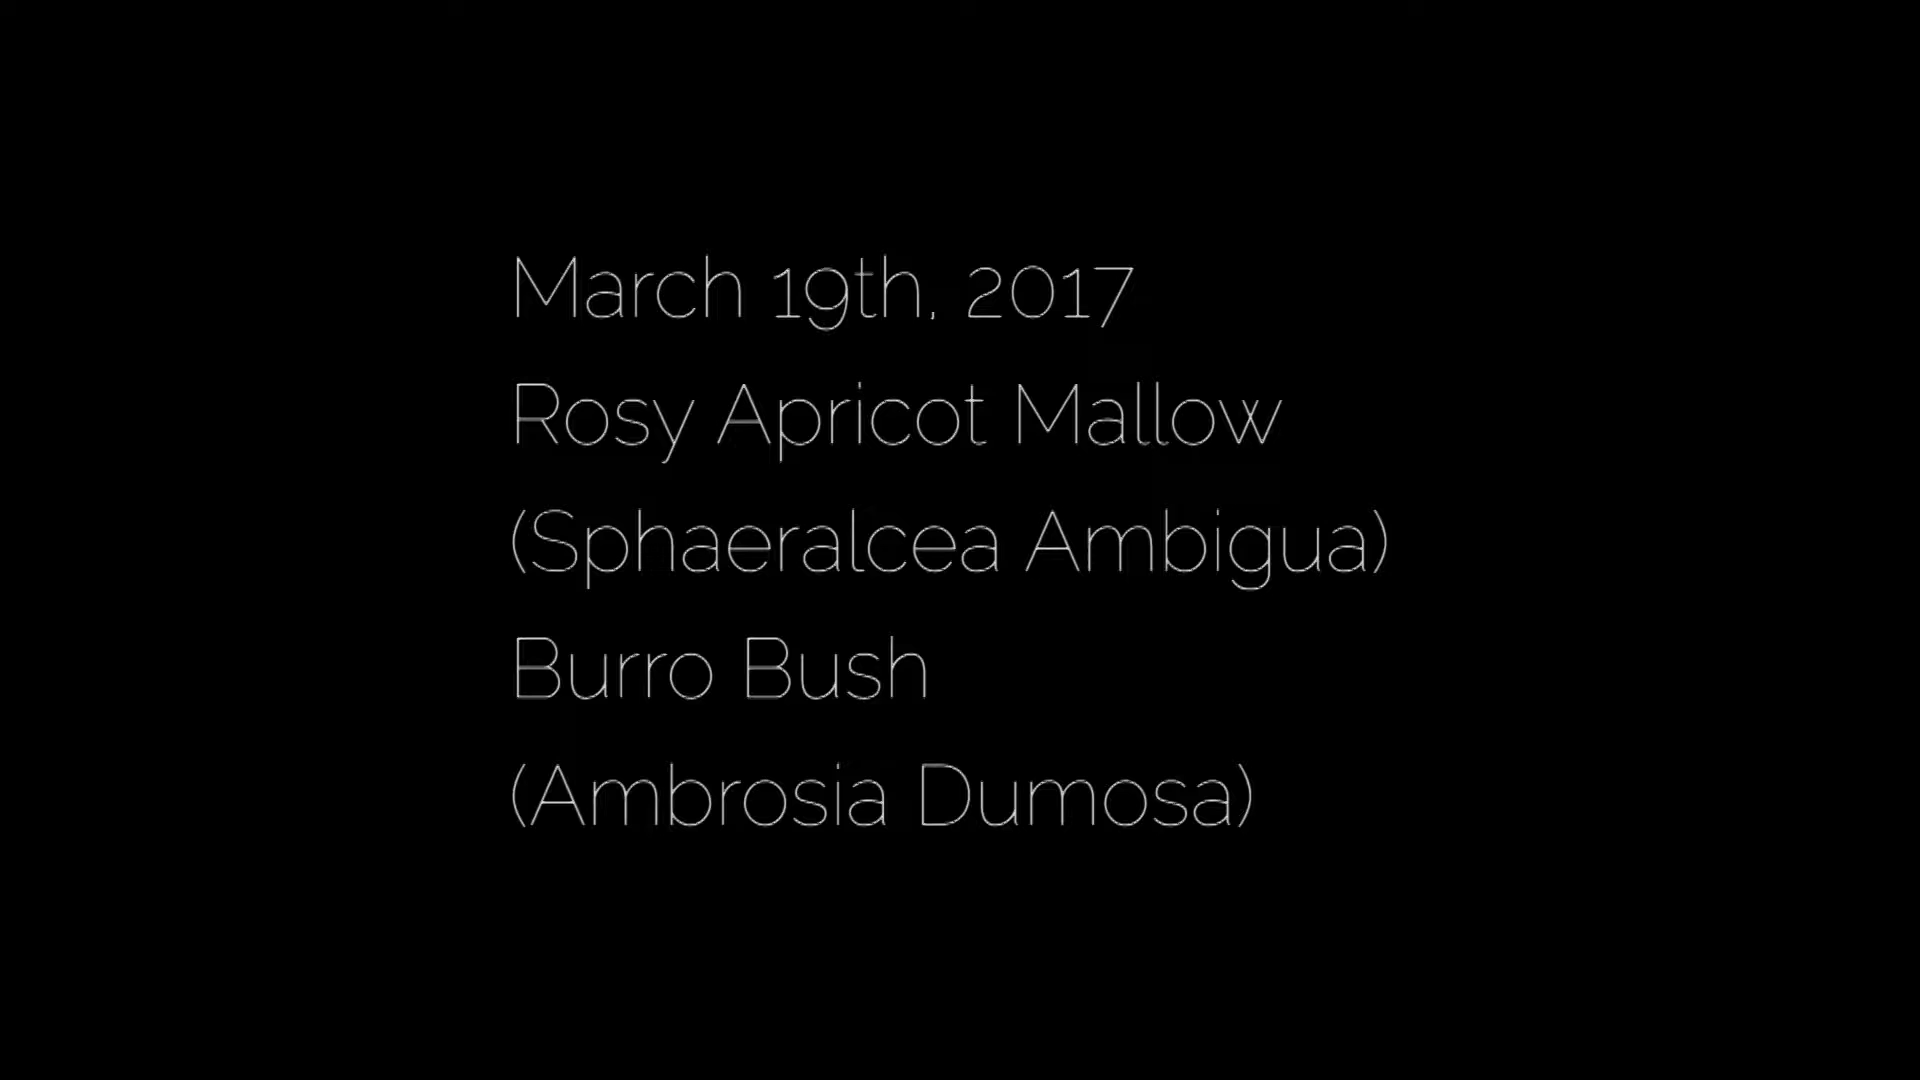 March 19th, 2017
Rosy Apricot Mallow
(Sphaeralcea Ambigua)
Burro Bush
(Ambrosia Dumosa)